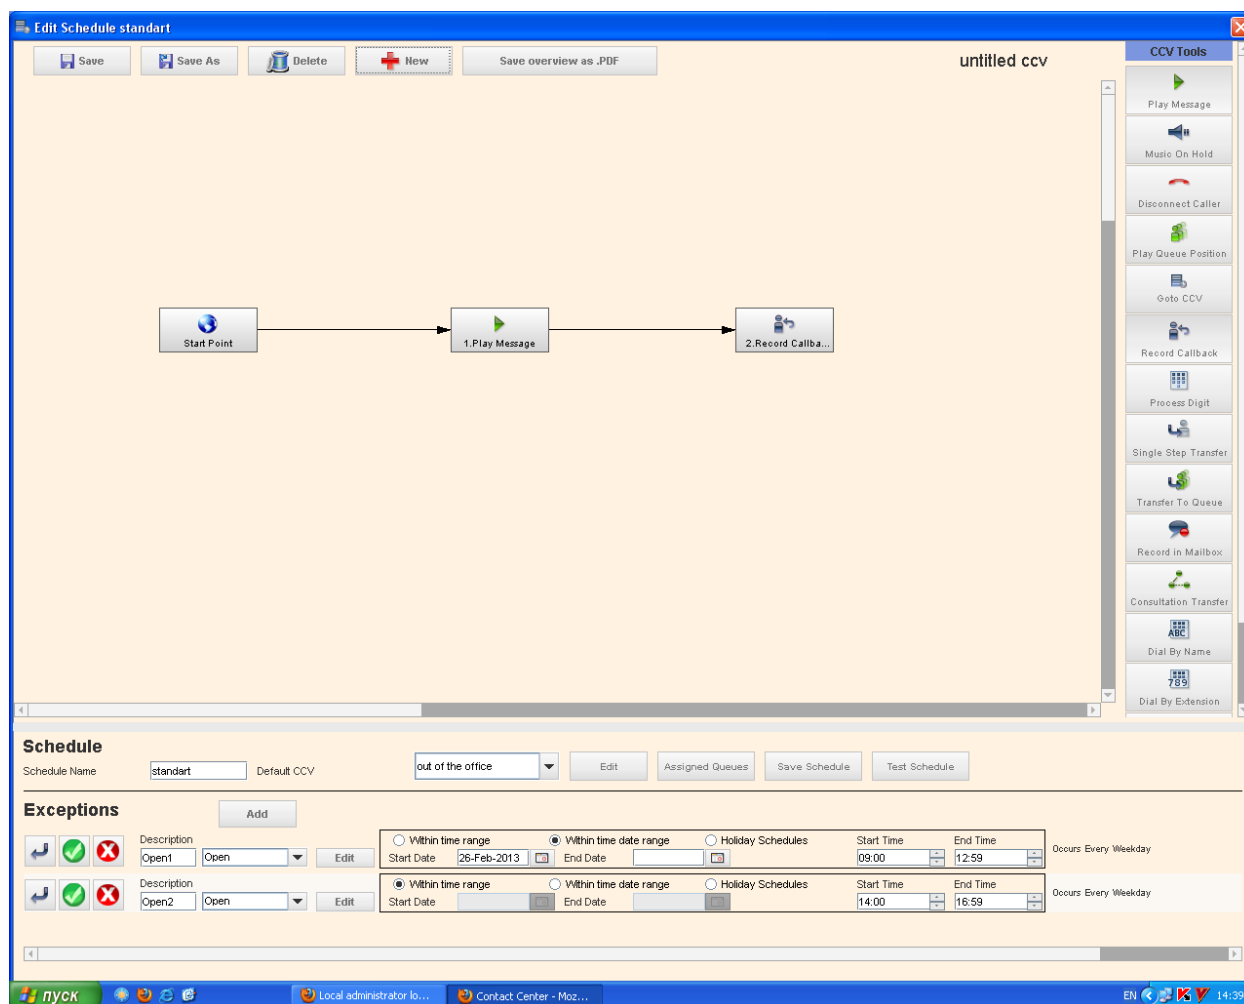 Edit Schedule standart
Save Save As Delete New Save overview as .PDF untitled ccv
CCV Tools
Play Message
Music On Hold
Disconnect Caller
Play Queue Position
Goto CCV
Record Callback
Process Digit
Single Step Transfer
Transfer To Queue
Record in Mailbox
Consultation Transfer
ABC
Dial By Name
789
Dial By Extension
Start Point 1.Play Message 2.Record Callba...
Schedule
Schedule Name standart Default CCV out of the office Edit Assigned Queues Save Schedule Test Schedule
Exceptions Add
Description Within time range Within time date range Holiday Schedules Start Time End Time
Open1 Open Edit Start Date 26-Feb-2013 End Date 09:00 12:59 Occurs Every Weekday
Description Within time range Within time date range Holiday Schedules Start Time End Time
Open2 Open Edit Start Date End Date 14:00 16:59 Occurs Every Weekday
пуск Local administrator lo... Contact Center - Moz... EN 14:39